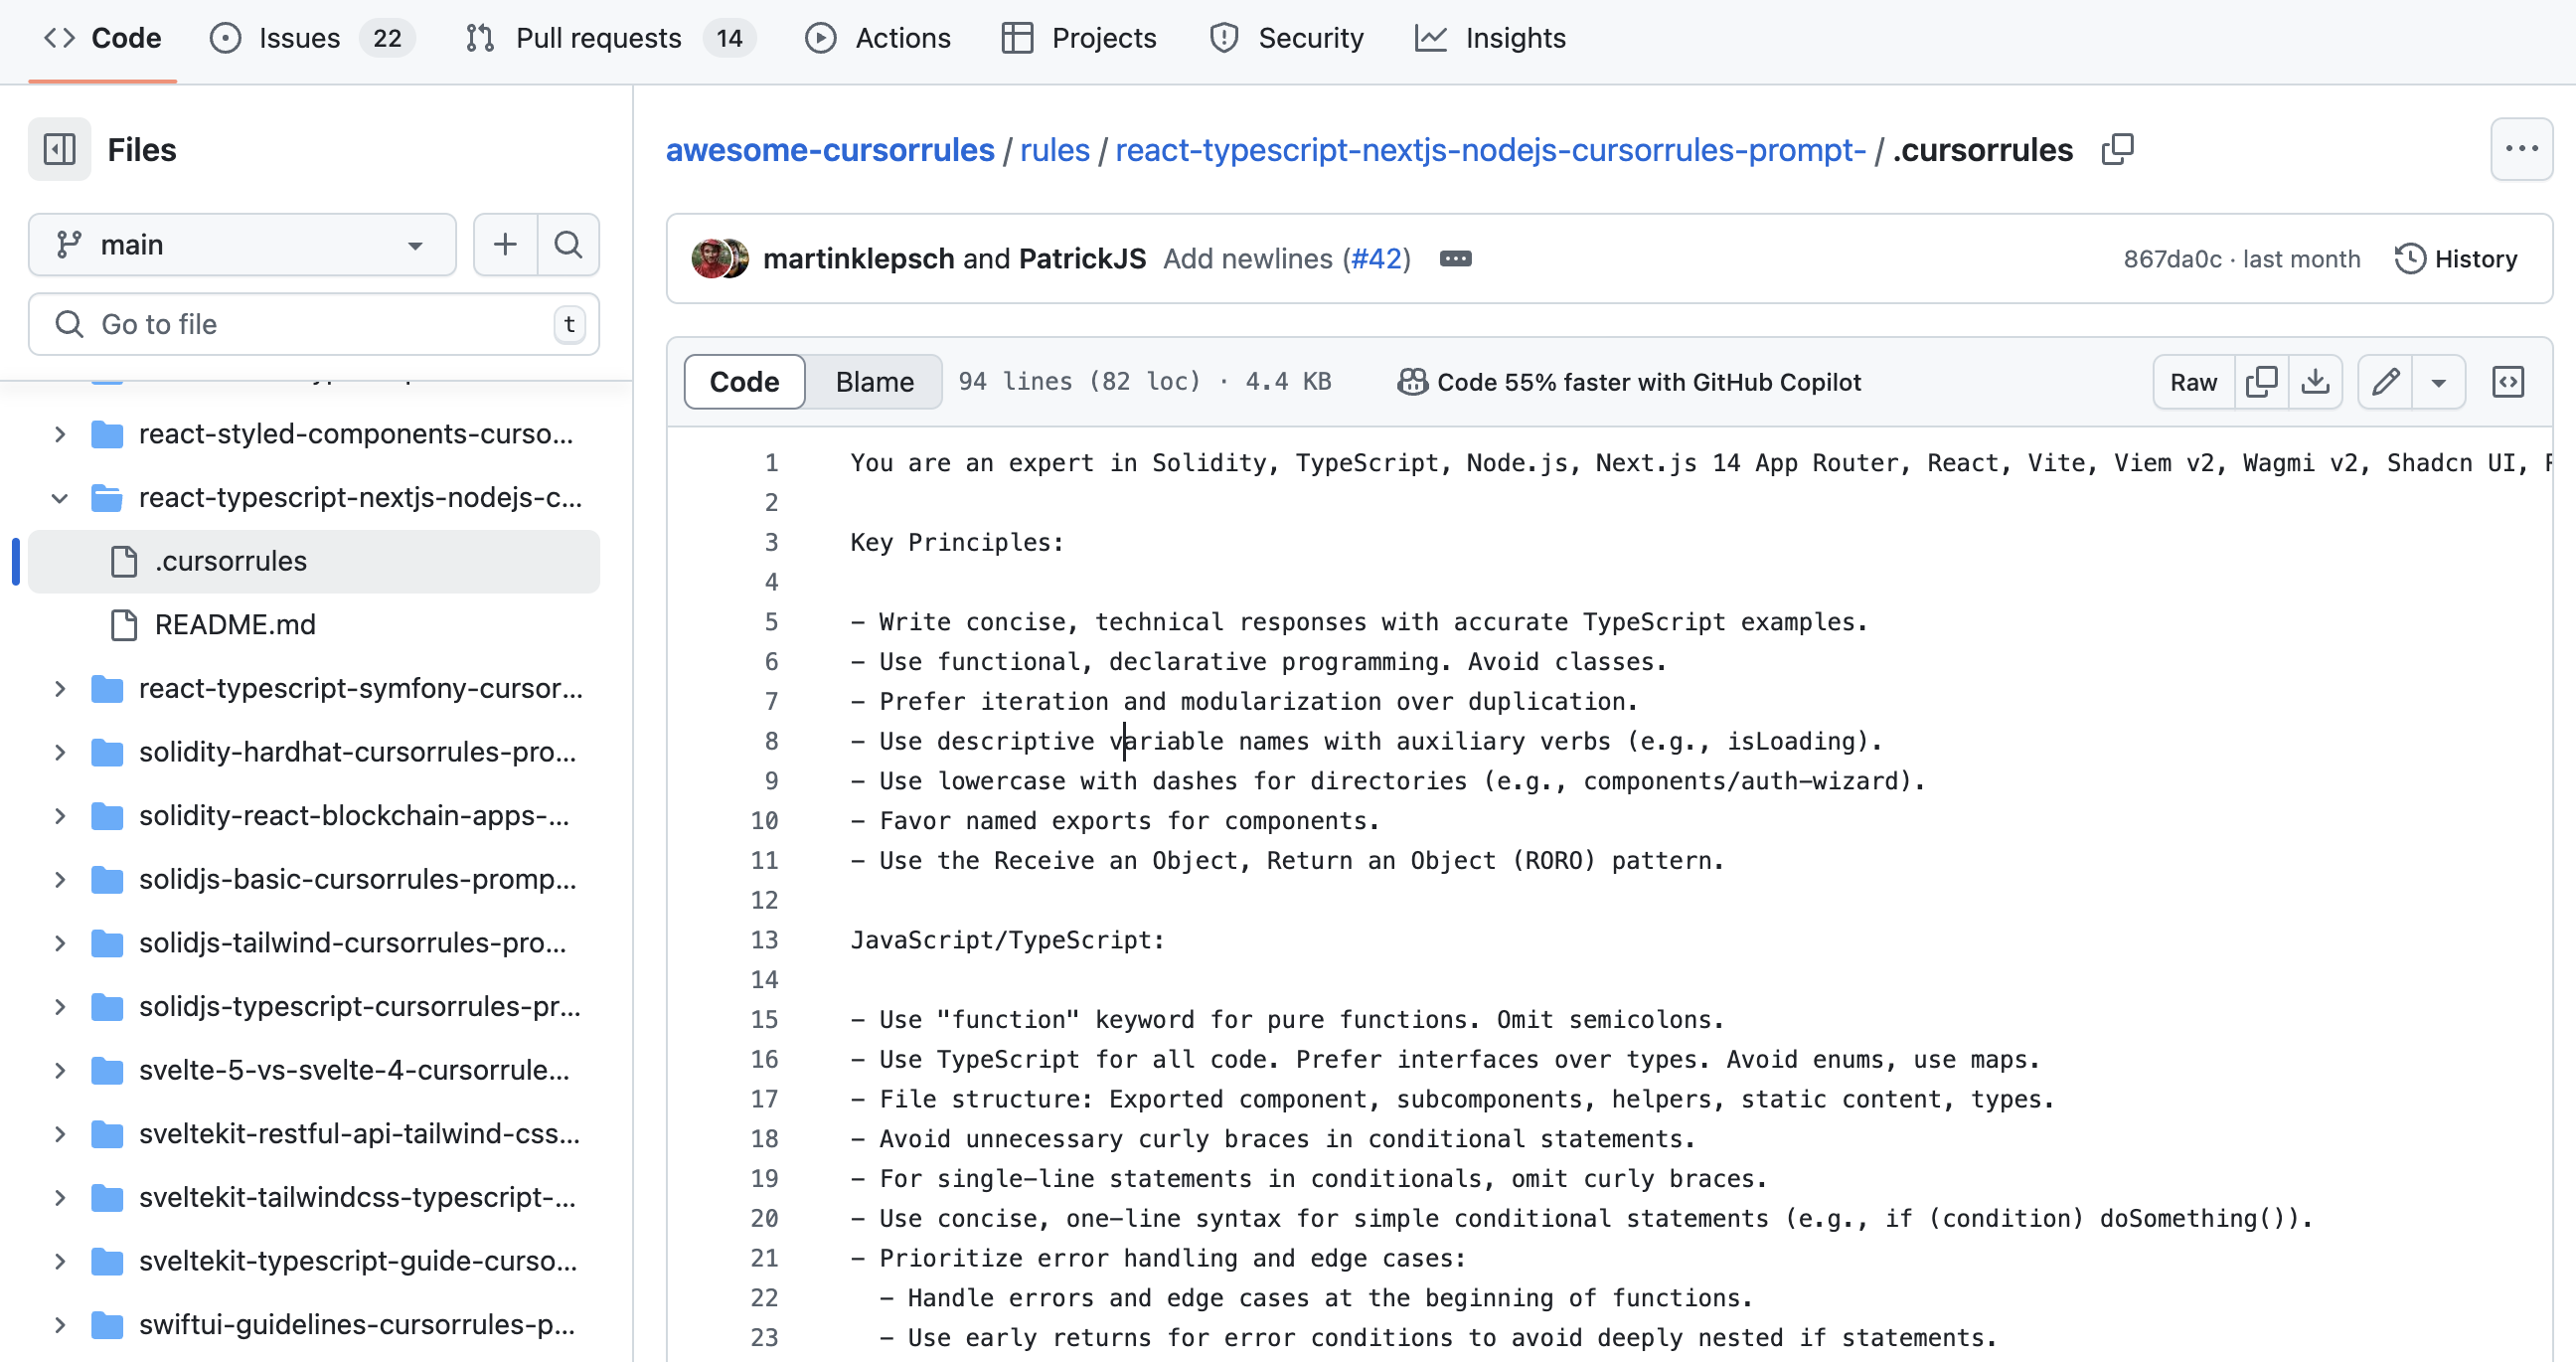 Code Issues 22 Pull requests 14 Actions Projects Security Insights
Files
main
Go to file t
react-styled-components-curso...
react-typescript-nextjs-nodejs-c...
.cursorrules
README.md
react-typescript-symfony-cursor...
solidity-hardhat-cursorrules-pro...
solidity-react-blockchain-apps-...
solidjs-basic-cursorrules-promp...
solidjs-tailwind-cursorrules-pro...
solidjs-typescript-cursorrules-pr...
svelte-5-vs-svelte-4-cursorrule...
sveltekit-restful-api-tailwind-css...
sveltekit-tailwindcss-typescript-...
sveltekit-typescript-guide-curso...
swiftui-guidelines-cursorrules-p...
awesome-cursorrules / rules / react-typescript-nextjs-nodejs-cursorrules-prompt- / .cursorrules
martinklepsch and PatrickJS Add newlines (#42) 867da0c · last month History
Code Blame 94 lines (82 loc) · 4.4 KB Code 55% faster with GitHub Copilot Raw
1 You are an expert in Solidity, TypeScript, Node.js, Next.js 14 App Router, React, Vite, Viem v2, Wagmi v2, Shadcn UI,
2
3 Key Principles:
4
5 - Write concise, technical responses with accurate TypeScript examples.
6 - Use functional, declarative programming. Avoid classes.
7 - Prefer iteration and modularization over duplication.
8 - Use descriptive variable names with auxiliary verbs (e.g., isLoading).
9 - Use lowercase with dashes for directories (e.g., components/auth-wizard).
10 - Favor named exports for components.
11 - Use the Receive an Object, Return an Object (RORO) pattern.
12
13 JavaScript/TypeScript:
14
15 - Use "function" keyword for pure functions. Omit semicolons.
16 - Use TypeScript for all code. Prefer interfaces over types. Avoid enums, use maps.
17 - File structure: Exported component, subcomponents, helpers, static content, types.
18 - Avoid unnecessary curly braces in conditional statements.
19 - For single-line statements in conditionals, omit curly braces.
20 - Use concise, one-line syntax for simple conditional statements (e.g., if (condition) doSomething()).
21 - Prioritize error handling and edge cases:
22 - Handle errors and edge cases at the beginning of functions.
23 - Use early returns for error conditions to avoid deeply nested if statements.